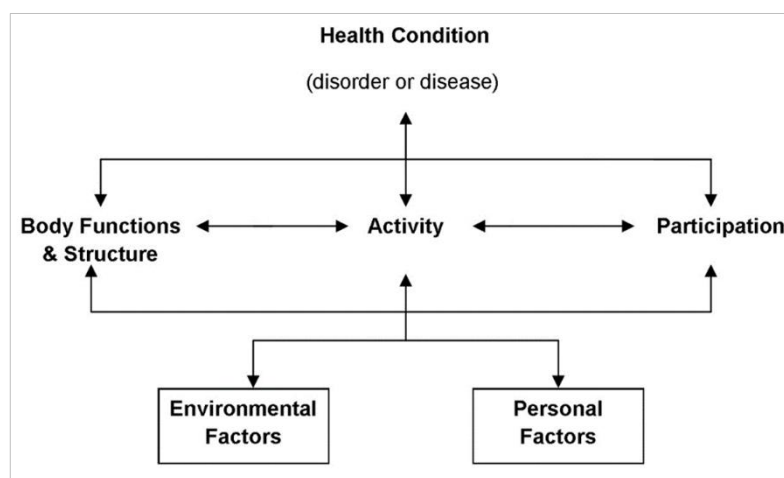 Health Condition
(disorder or disease)
Body Functions
& Structure
Activity
Participation
Environmental
Factors
Personal
Factors